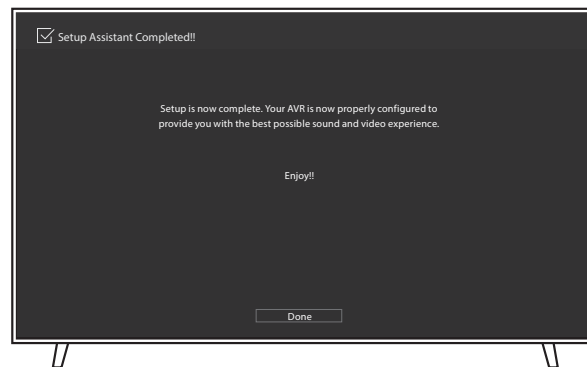 Setup Assistant Completed!!
Setup is now complete. Your AVR is now properly configured to
provide you with the best possible sound and video experience.
Enjoy!!
Done